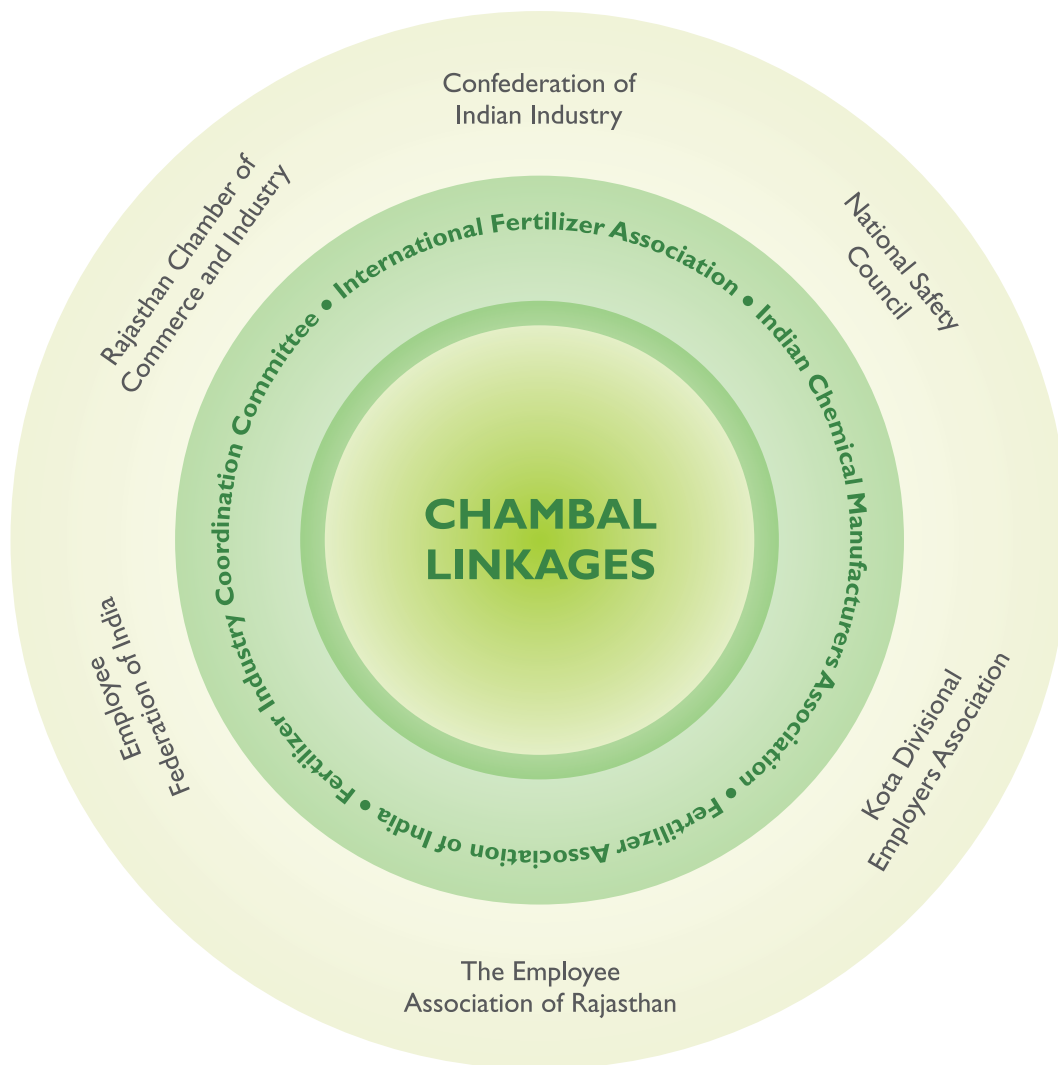 Confederation of
Indian Industry
National Safety
Council
Kota Divisional
Employers Association
The Employee
Association of Rajasthan
Employee
Federation of India
Rajasthan Chamber of
Commerce and Industry
International Fertilizer Association • Indian Chemical Manufacturers Association • Fertilizer Association of India • Fertilizer Industry Coordination Committee •
CHAMBAL
LINKAGES